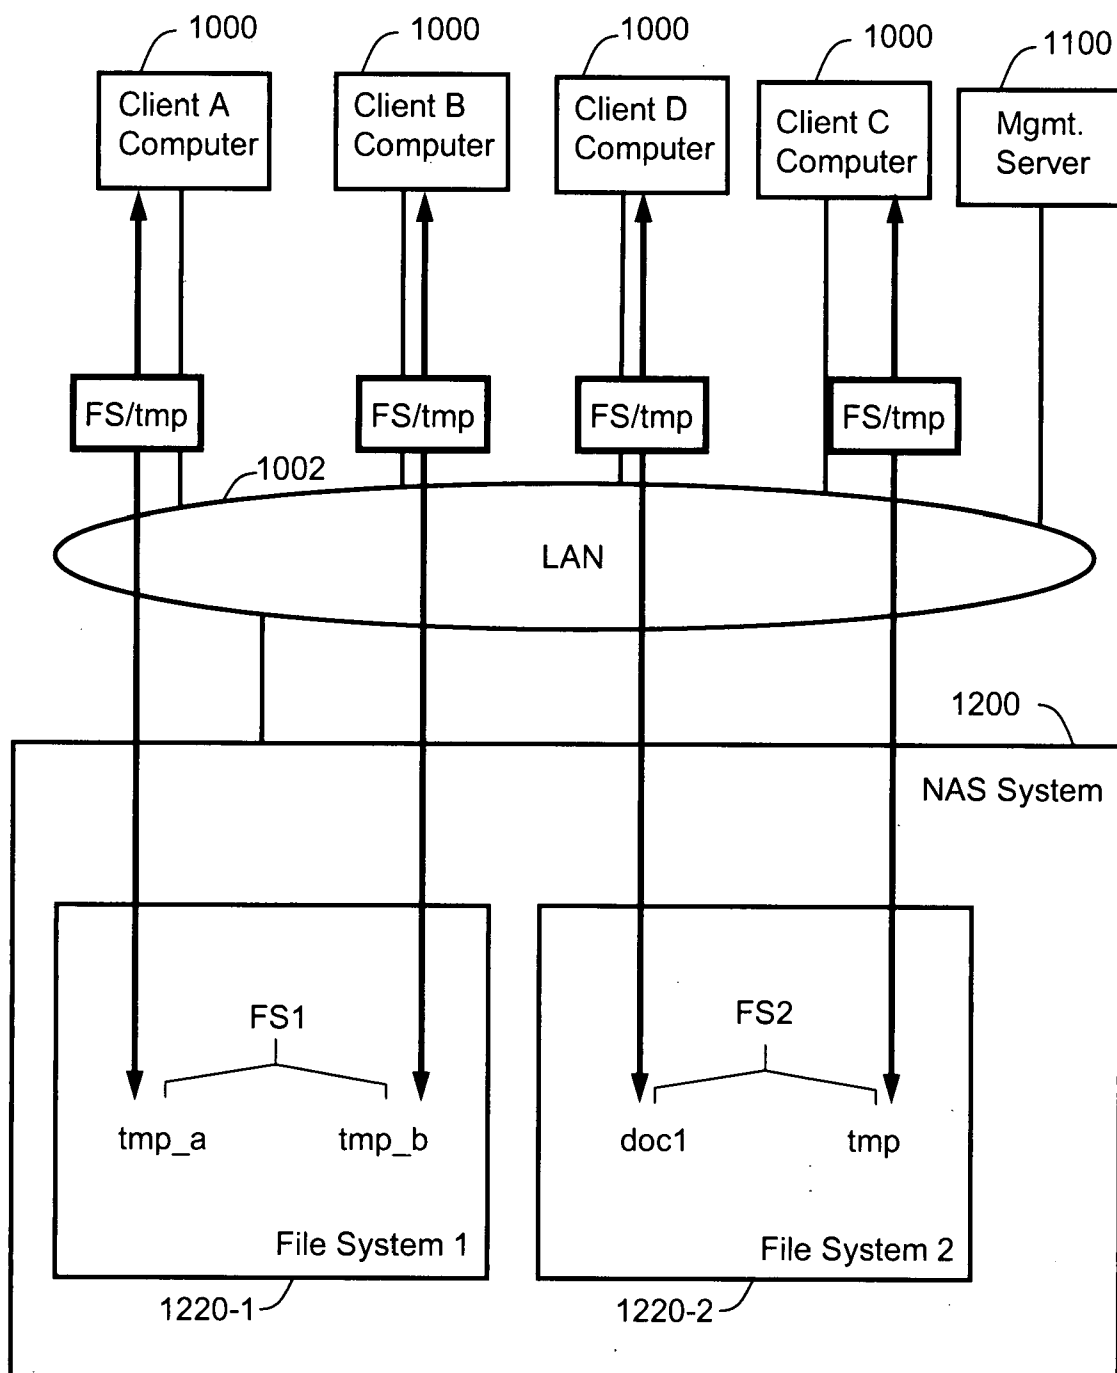 1000
1000
1000
1000
1100
Client A
Computer
Client B
Computer
Client D
Computer
Client C
Computer
Mgmt.
Server
FS/tmp
FS/tmp
FS/tmp
FS/tmp
1002
LAN
1200
NAS System
FS1
tmp_a
tmp_b
File System 1
1220-1
FS2
doc1
tmp
File System 2
1220-2